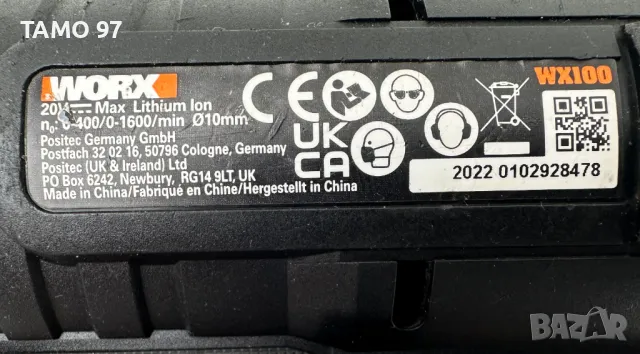 TAMO 97
WORX
WX100
20V Max Lithium Ion
n₀: 0-400/0-1600/min Ø10mm
Positec Germany GmbH
Postfach 32 02 16, 50796 Cologne, Germany
Positec (UK & Ireland) Ltd
PO Box 6242, Newbury, RG14 9LT, UK
Made in China/Fabriqué en Chine/Hergestellt in China
CE
UK
CA
2022 0102928478
BAZAR